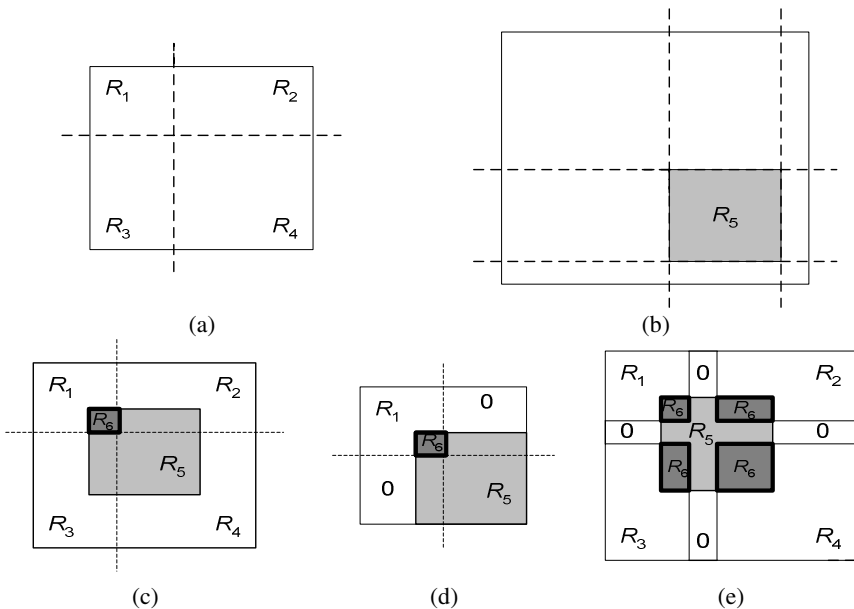 R₁ R₂
R₃ R₄
(a)
R₅
(b)
R₁ R₂
R₆
R₅
R₃ R₄
(c)
R₁ 0
R₆
0 R₅
(d)
R₁ 0 R₂
R₆ R₆
0 R₅ 0
R₆ R₆
R₃ 0 R₄
(e)